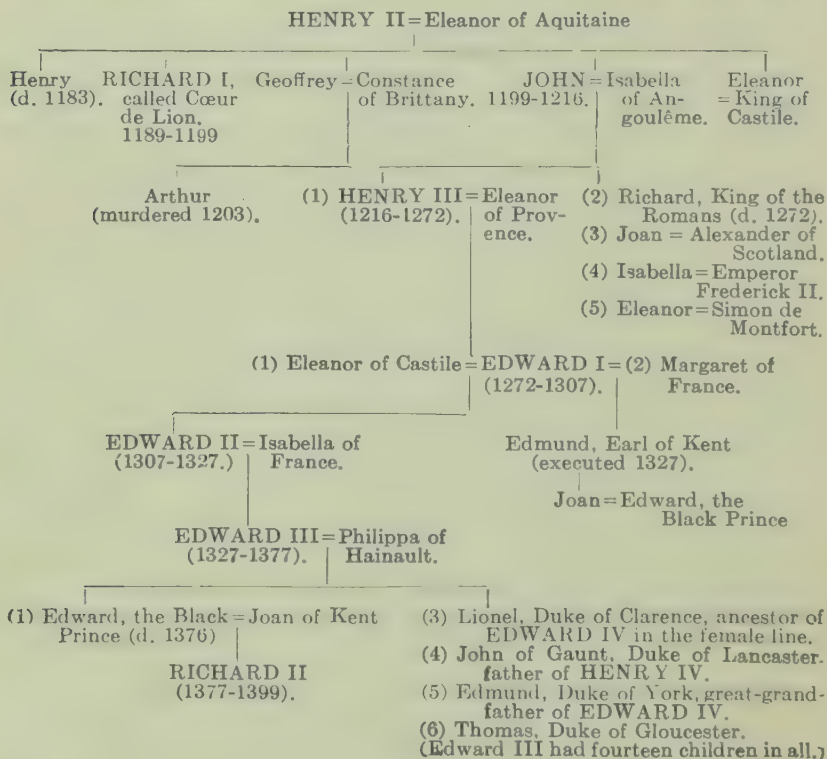 HENRY II=Eleanor of Aquitaine
Henry
(d. 1183).
RICHARD I,
called Cœur
de Lion.
1189-1199
Geoffrey=Constance
of Brittany.
JOHN=Isabella
1199-1216. of An-
goulême.
Eleanor
=King of
Castile.
Arthur
(murdered 1203).
(1) HENRY III=Eleanor
(1216-1272). of Prov-
ence.
(2) Richard, King of the
Romans (d. 1272).
(3) Joan = Alexander of
Scotland.
(4) Isabella=Emperor
Frederick II.
(5) Eleanor=Simon de
Montfort.
(1) Eleanor of Castile=EDWARD I=(2) Margaret of
(1272-1307). France.
EDWARD II=Isabella of
(1307-1327.) France.
Edmund, Earl of Kent
(executed 1327).
Joan=Edward, the
Black Prince
EDWARD III=Philippa of
(1327-1377). Hainault.
(1) Edward, the Black=Joan of Kent
Prince (d. 1376)
RICHARD II
(1377-1399).
(3) Lionel, Duke of Clarence, ancestor of
EDWARD IV in the female line.
(4) John of Gaunt, Duke of Lancaster.
father of HENRY IV.
(5) Edmund, Duke of York, great-grand-
father of EDWARD IV.
(6) Thomas, Duke of Gloucester.
(Edward III had fourteen children in all.)